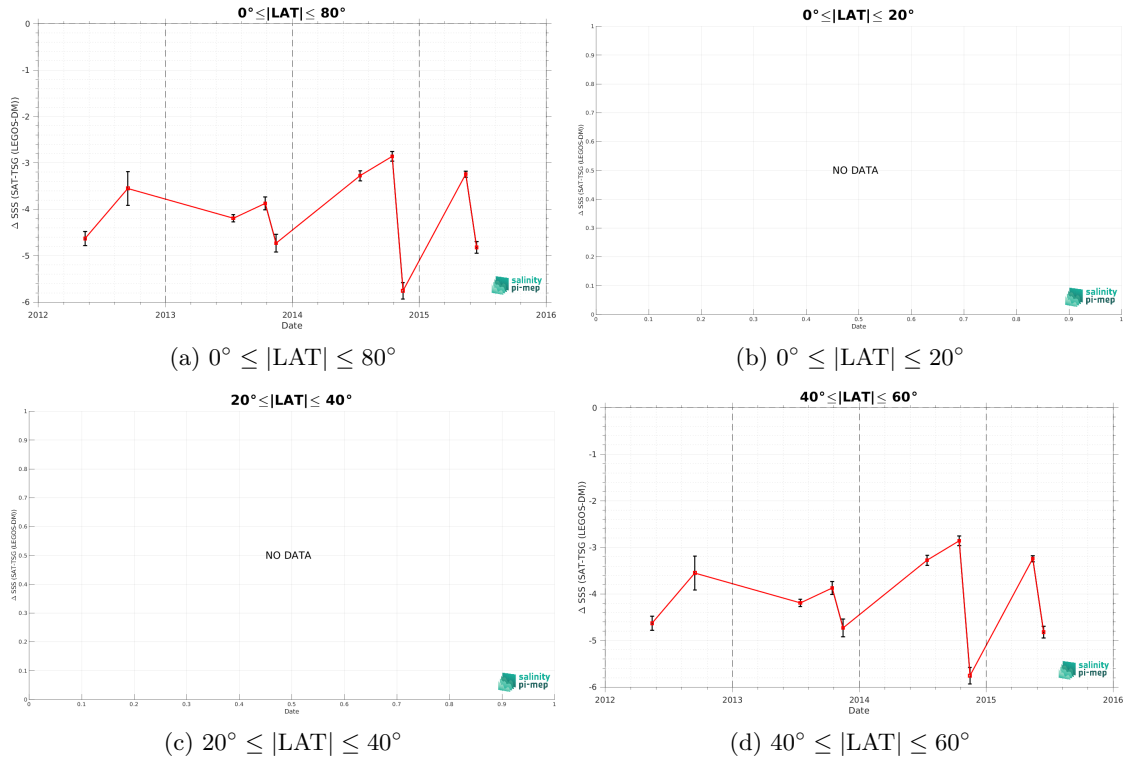 0°≤|LAT|≤ 80°
Δ SSS (SAT-TSG (LEGOS-DM))
0
-1
-2
-3
-4
-5
-6
2012
2013
2014
2015
2016
Date
salinity
pi-mep
(a) 0° ≤ |LAT| ≤ 80°
0°≤|LAT|≤ 20°
Δ SSS (SAT-TSG (LEGOS-DM))
1
0.9
0.8
0.7
0.6
0.5
0.4
0.3
0.2
0.1
0
NO DATA
0
0.1
0.2
0.3
0.4
0.5
0.6
0.7
0.8
0.9
1
Date
salinity
pi-mep
(b) 0° ≤ |LAT| ≤ 20°
20°≤|LAT|≤ 40°
Δ SSS (SAT-TSG (LEGOS-DM))
1
0.9
0.8
0.7
0.6
0.5
0.4
0.3
0.2
0.1
0
NO DATA
0
0.1
0.2
0.3
0.4
0.5
0.6
0.7
0.8
0.9
1
Date
salinity
pi-mep
(c) 20° ≤ |LAT| ≤ 40°
40°≤|LAT|≤ 60°
Δ SSS (SAT-TSG (LEGOS-DM))
0
-1
-2
-3
-4
-5
-6
2012
2013
2014
2015
2016
Date
salinity
pi-mep
(d) 40° ≤ |LAT| ≤ 60°